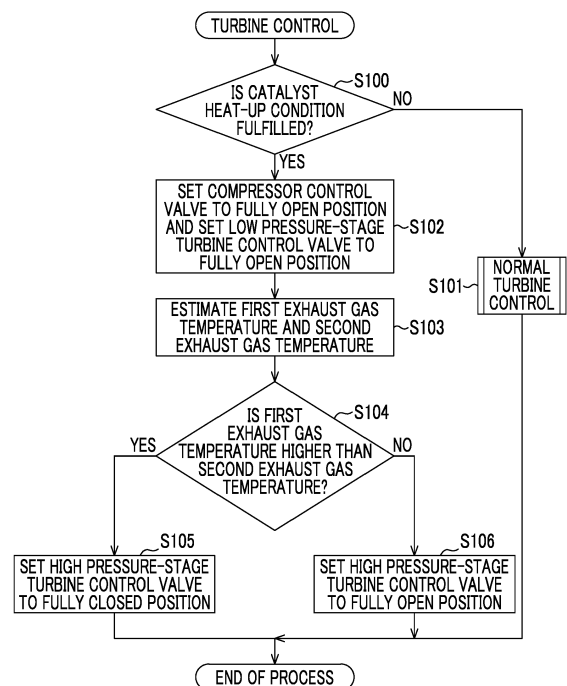 TURBINE CONTROL
S100
IS CATALYST
HEAT-UP CONDITION
FULFILLED?
NO
YES
SET COMPRESSOR CONTROL
VALVE TO FULLY OPEN POSITION
AND SET LOW PRESSURE-STAGE
TURBINE CONTROL VALVE TO
FULLY OPEN POSITION
S102
S101
NORMAL
TURBINE
CONTROL
ESTIMATE FIRST EXHAUST GAS
TEMPERATURE AND SECOND
EXHAUST GAS TEMPERATURE
S103
S104
IS FIRST
EXHAUST GAS
TEMPERATURE HIGHER THAN
SECOND EXHAUST GAS
TEMPERATURE?
YES
NO
S105
SET HIGH PRESSURE-STAGE
TURBINE CONTROL VALVE
TO FULLY CLOSED POSITION
S106
SET HIGH PRESSURE-STAGE
TURBINE CONTROL VALVE
TO FULLY OPEN POSITION
END OF PROCESS